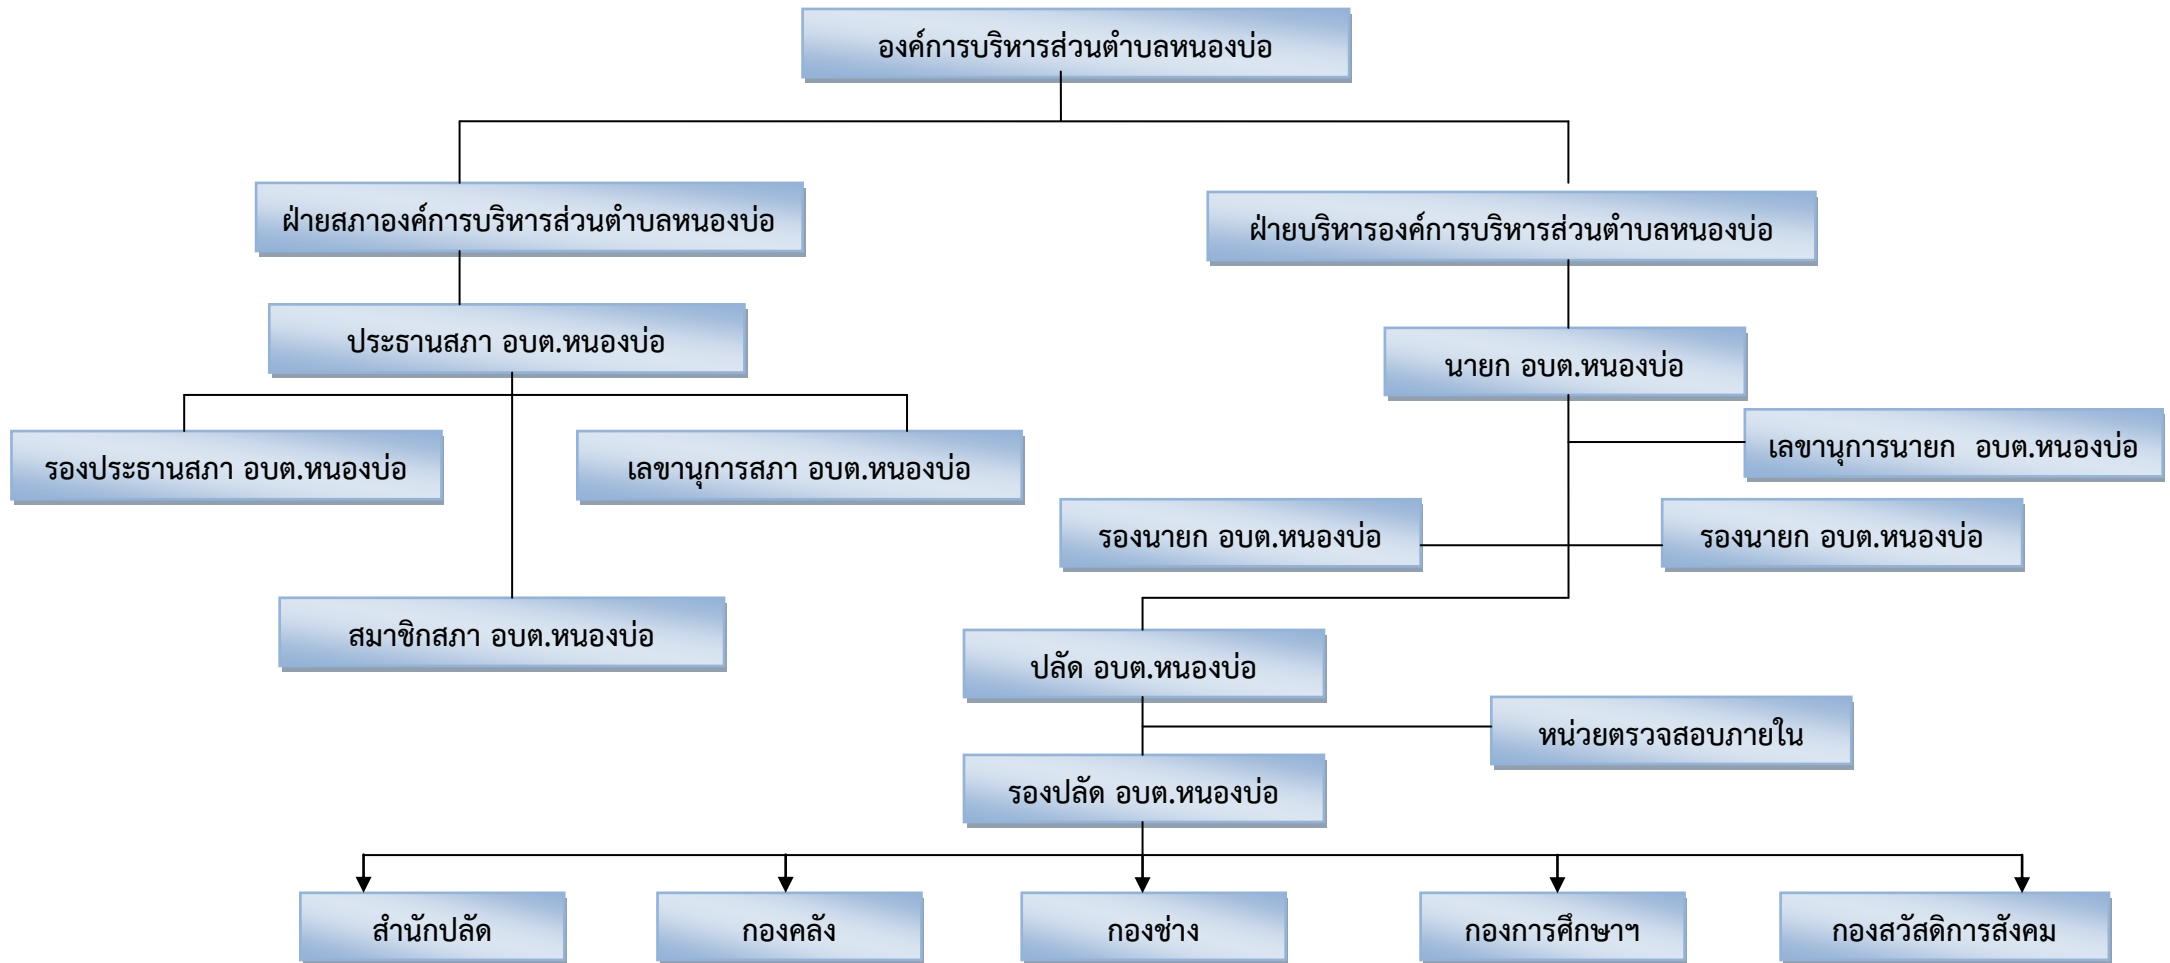 องค์การบริหารส่วนตำบลหนองบ่อ
ฝ่ายสภาองค์การบริหารส่วนตำบลหนองบ่อ
ฝ่ายบริหารองค์การบริหารส่วนตำบลหนองบ่อ
ประธานสภา อบต.หนองบ่อ
นายก อบต.หนองบ่อ
รองประธานสภา อบต.หนองบ่อ
เลขานุการสภา อบต.หนองบ่อ
เลขานุการนายก อบต.หนองบ่อ
รองนายก อบต.หนองบ่อ
รองนายก อบต.หนองบ่อ
สมาชิกสภา อบต.หนองบ่อ
ปลัด อบต.หนองบ่อ
หน่วยตรวจสอบภายใน
รองปลัด อบต.หนองบ่อ
สำนักปลัด
กองคลัง
กองช่าง
กองการศึกษาฯ
กองสวัสดิการสังคม